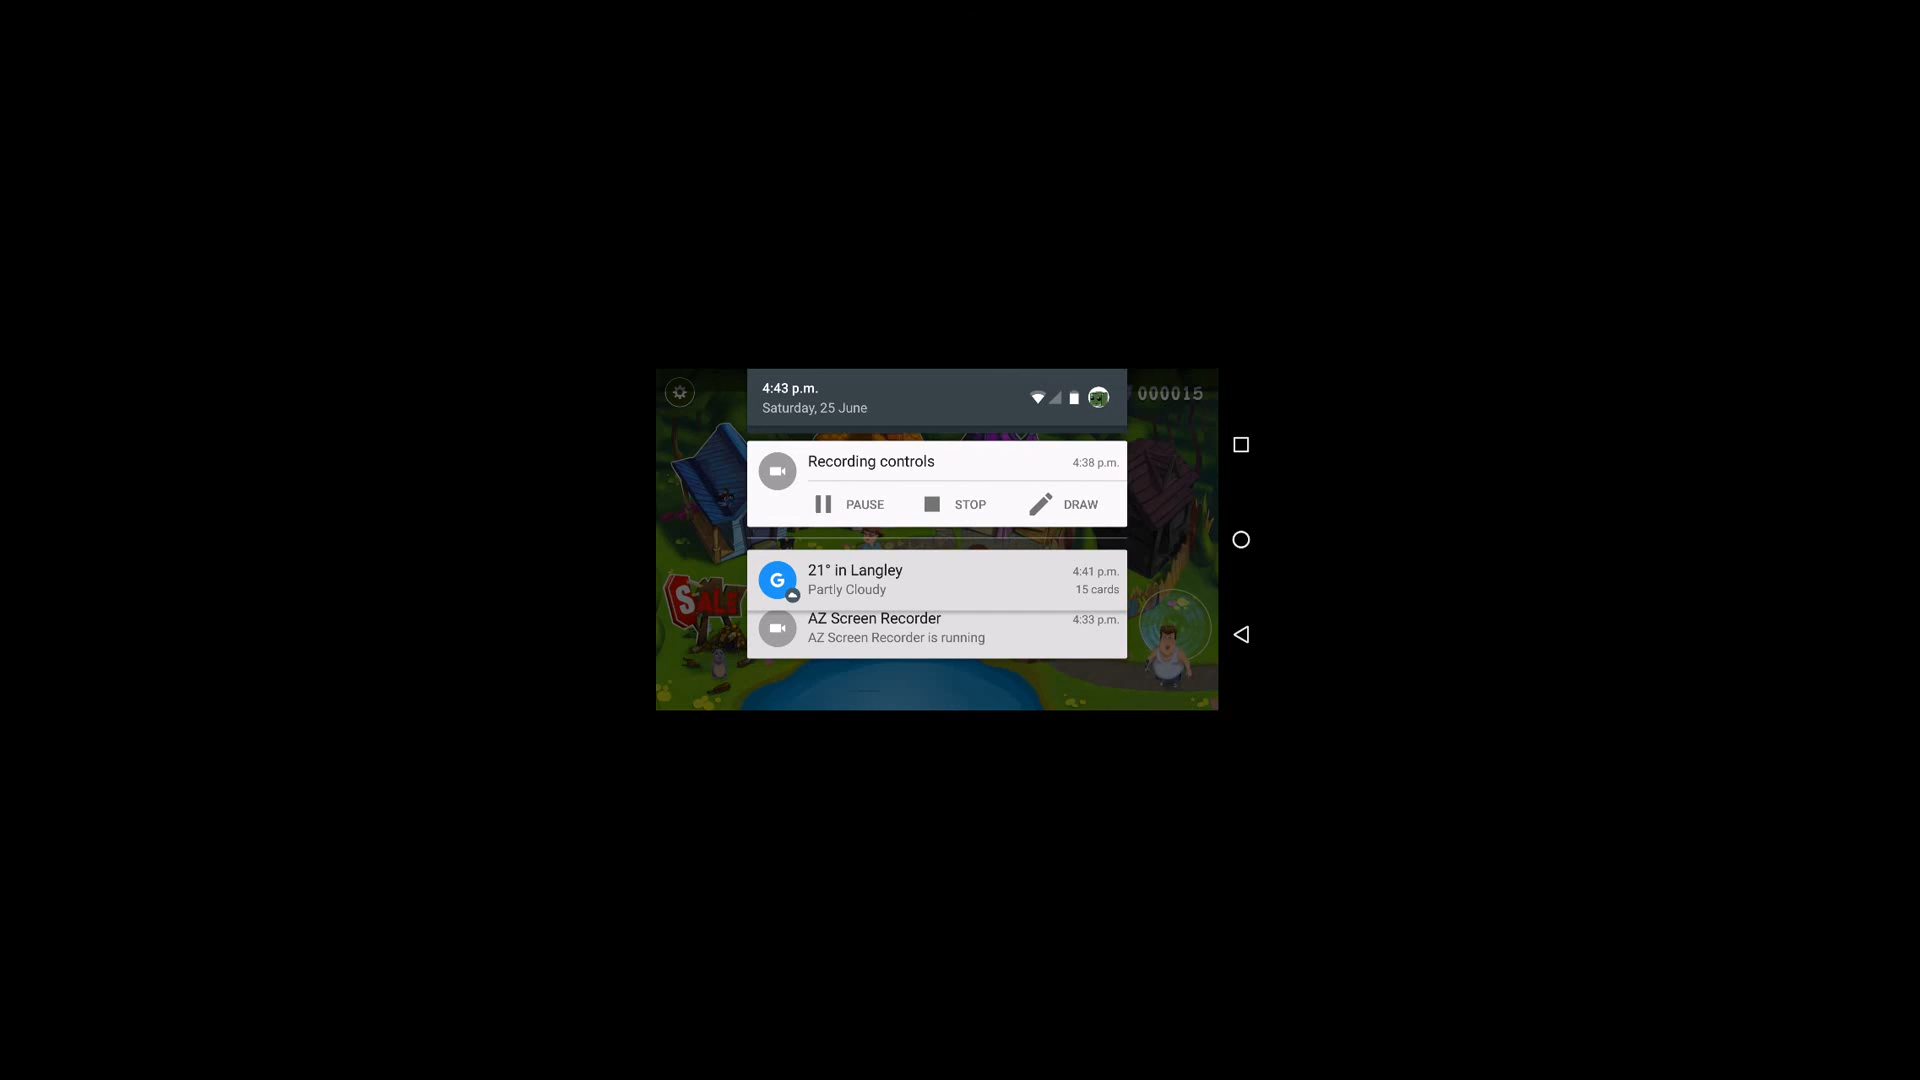 4:43 p.m.
Saturday, 25 June
000015
Recording controls
4:38 p.m.
PAUSE
STOP
DRAW
G
21° in Langley
4:41 p.m.
Partly Cloudy
15 cards
SALE
AZ Screen Recorder
4:33 p.m.
AZ Screen Recorder is running